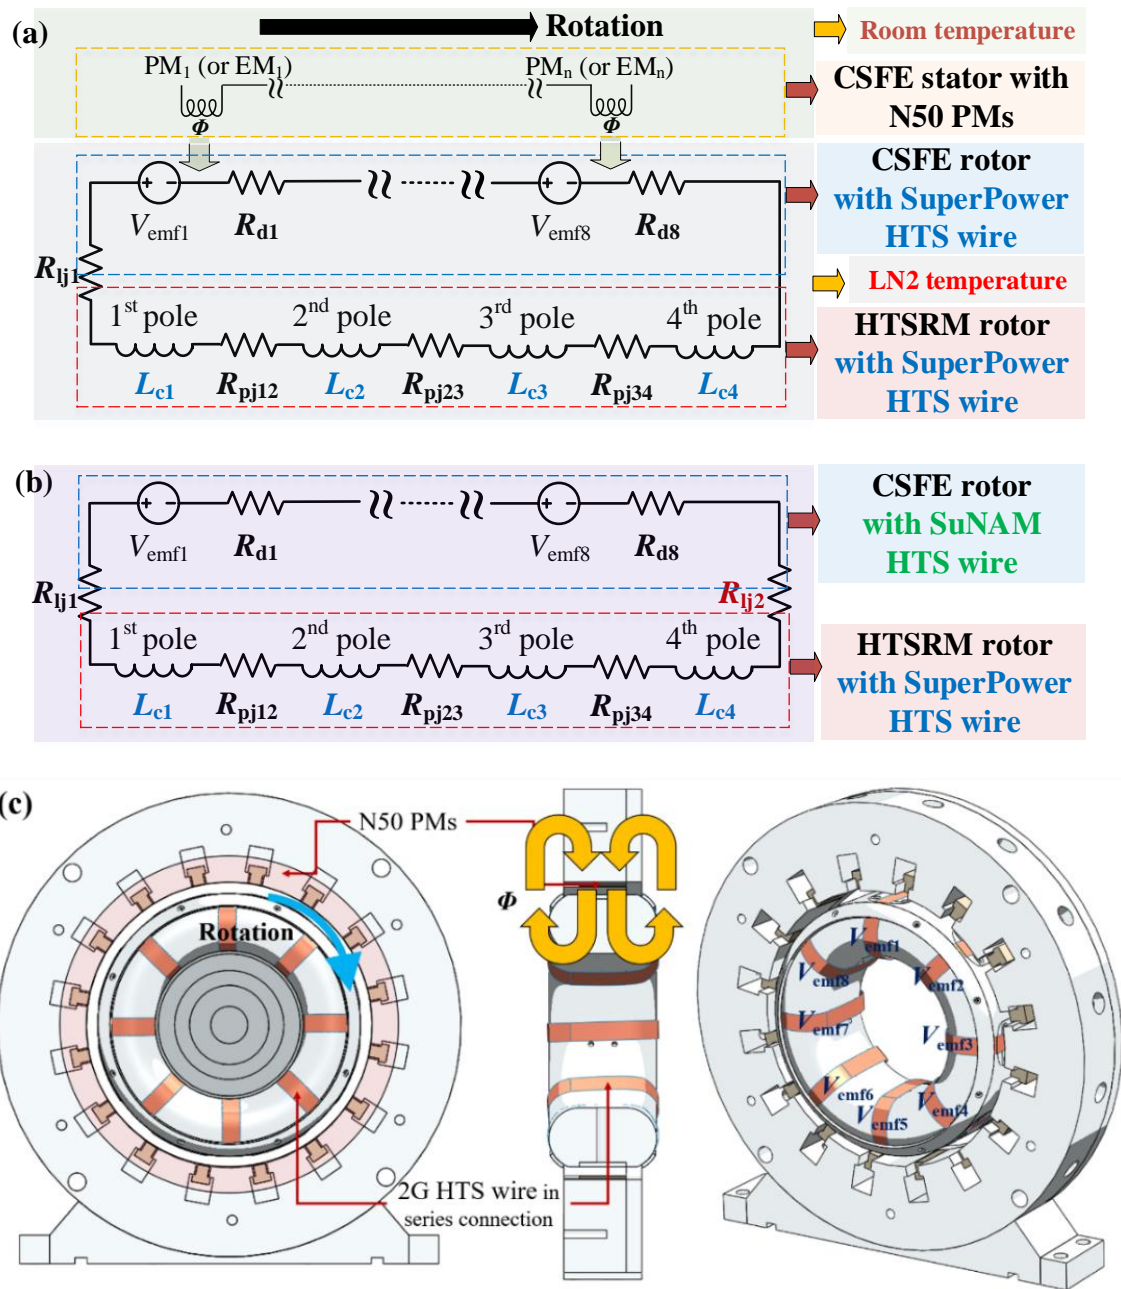 (a)
Rotation
Room temperature
PM1 (or EM1)
PMn (or EMn)
Φ
Φ
CSFE stator with
N50 PMs
Vemf1
Rd1
Vemf8
Rd8
CSFE rotor
with SuperPower
HTS wire
Rlj1
LN2 temperature
1st pole
2nd pole
3rd pole
4th pole
Lc1
Rpj12
Lc2
Rpj23
Lc3
Rpj34
Lc4
HTSRM rotor
with SuperPower
HTS wire
(b)
Vemf1
Rd1
Vemf8
Rd8
CSFE rotor
with SuNAM
HTS wire
Rlj1
Rlj2
1st pole
2nd pole
3rd pole
4th pole
Lc1
Rpj12
Lc2
Rpj23
Lc3
Rpj34
Lc4
HTSRM rotor
with SuperPower
HTS wire
(c)
N50 PMs
Φ
Rotation
Vemf1
Vemf2
Vemf3
Vemf4
Vemf5
Vemf6
Vemf7
Vemf8
2G HTS wire in
series connection